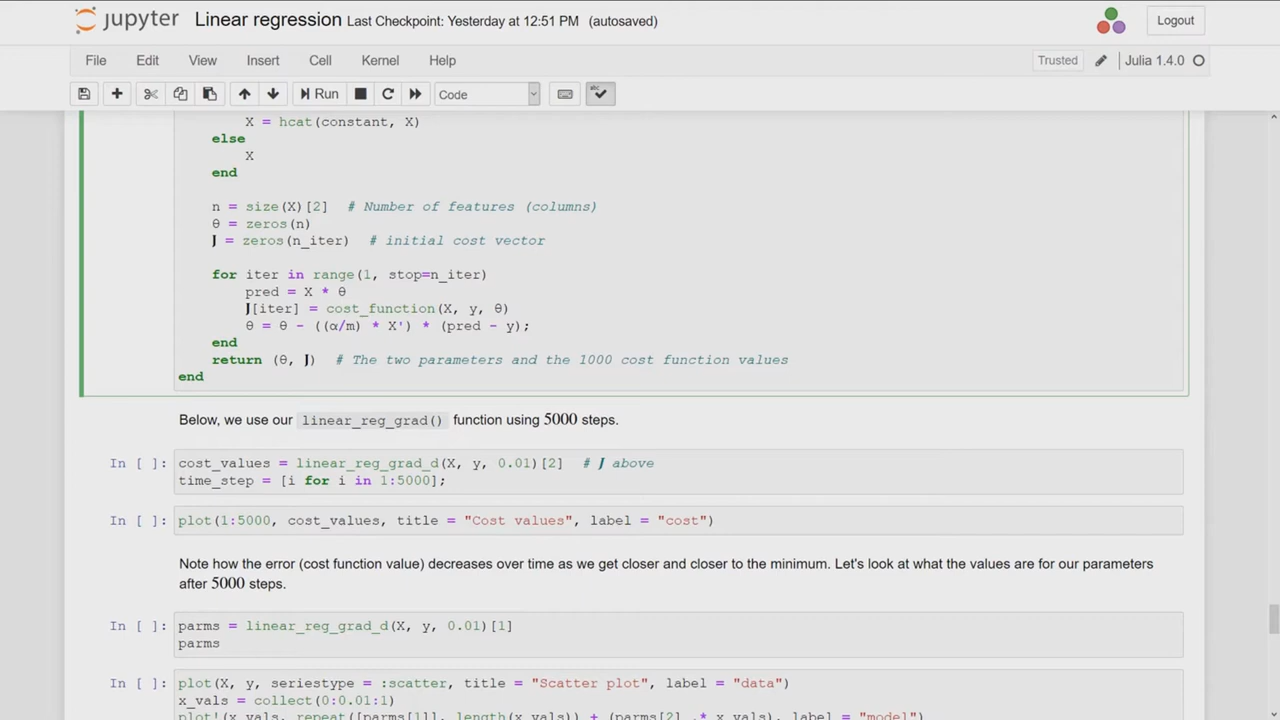 jupyter Linear regression Last Checkpoint: Yesterday at 12:51 PM (autosaved) Logout
File Edit View Insert Cell Kernel Help Trusted Julia 1.4.0
Run Code
X = hcat(constant, X)
else
X
end
n = size(X)[2] # Number of features (columns)
θ = zeros(n)
J = zeros(n_iter) # initial cost vector
for iter in range(1, stop=n_iter)
pred = X * θ
J[iter] = cost_function(X, y, θ)
θ = θ - ((α/m) * X') * (pred - y);
end
return (θ, J) # The two parameters and the 1000 cost function values
end
Below, we use our linear_reg_grad() function using 5000 steps.
In [ ]: cost_values = linear_reg_grad_d(X, y, 0.01)[2] # J above
time_step = [i for i in 1:5000];
In [ ]: plot(1:5000, cost_values, title = "Cost values", label = "cost")
Note how the error (cost function value) decreases over time as we get closer and closer to the minimum. Let's look at what the values are for our parameters
after 5000 steps.
In [ ]: parms = linear_reg_grad_d(X, y, 0.01)[1]
parms
In [ ]: plot(X, y, seriestype = :scatter, title = "Scatter plot", label = "data")
x_vals = collect(0:0.01:1)
plot!(x_vals, repeat([parms[1]], length(x_vals)) + (parms[2] .* x_vals), label = "model")